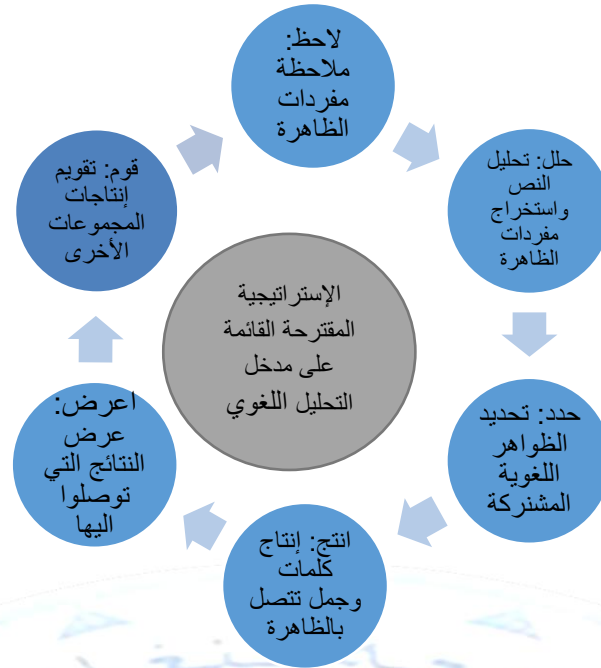 لاحظ:
ملاحظة
مفردات
الظاهرة
حلل: تحليل
النص
واستخراج
مفردات
الظاهرة
حدد: تحديد
الظواهر
اللغوية
المشتركة
انتج: إنتاج
كلمات
وجمل تتصل
بالظاهرة
اعرض:
عرض
النتائج التي
توصلوا
اليها
قوم: تقويم
إنتاجات
المجموعات
الأخرى
الإستراتيجية
المقترحة القائمة
على مدخل
التحليل اللغوي